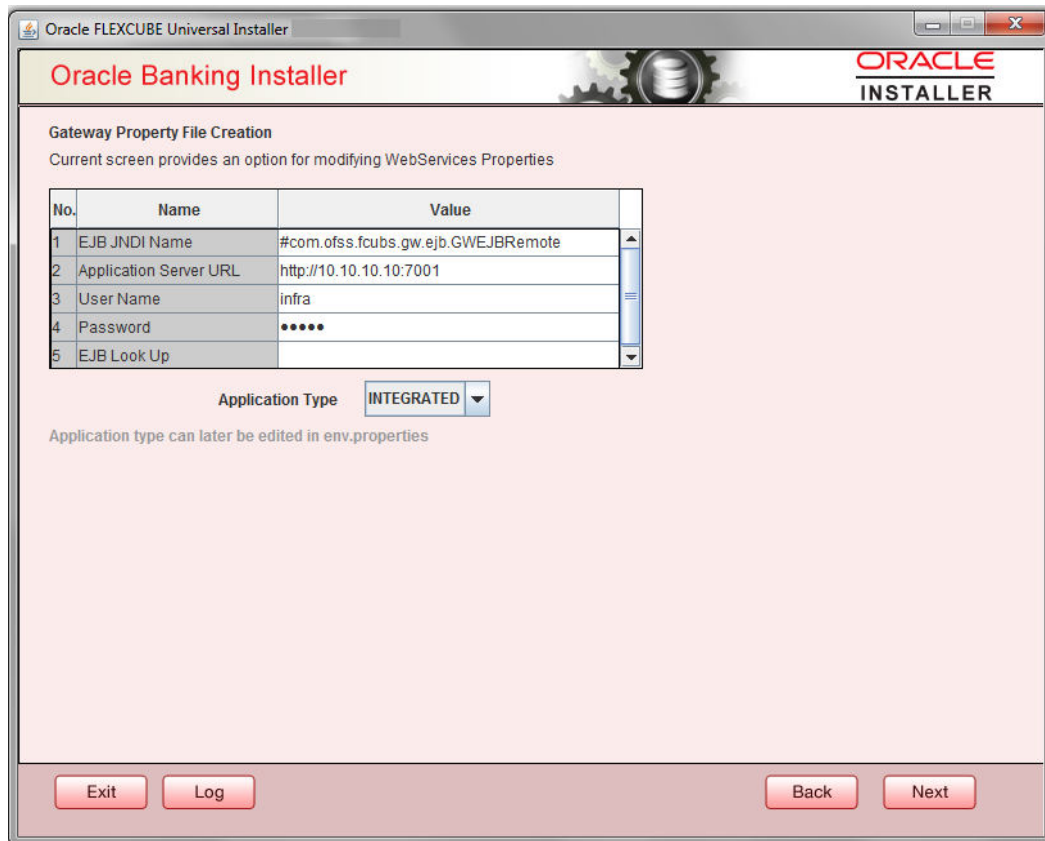 Oracle FLEXCUBE Universal Installer
Oracle Banking Installer
ORACLE
INSTALLER
Gateway Property File Creation
Current screen provides an option for modifying WebServices Properties
No. Name Value
1 EJB JNDI Name #com.ofss.fcubs.gw.ejb.GWEJBRemote
2 Application Server URL http://10.10.10.10:7001
3 User Name infra
4 Password •••••
5 EJB Look Up
Application Type INTEGRATED
Application type can later be edited in env.properties
Exit Log Back Next